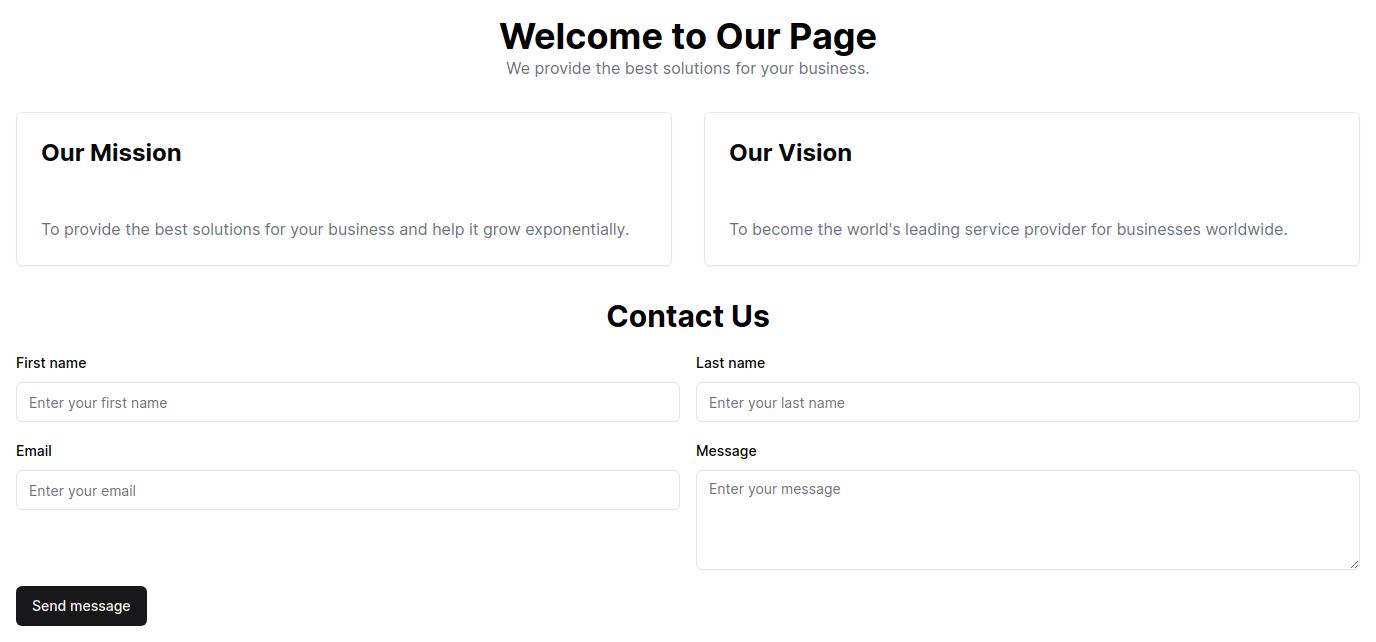 Welcome to Our Page
We provide the best solutions for your business.
Our Mission
To provide the best solutions for your business and help it grow exponentially.
Our Vision
To become the world's leading service provider for businesses worldwide.
Contact Us
First name
Enter your first name
Last name
Enter your last name
Email
Enter your email
Message
Enter your message
Send message